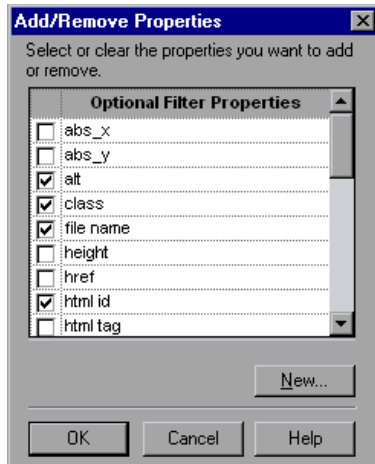 Add/Remove Properties
Select or clear the properties you want to add
or remove.
Optional Filter Properties
abs_x
abs_y
alt
class
file name
height
href
html id
html tag
New...
OK Cancel Help